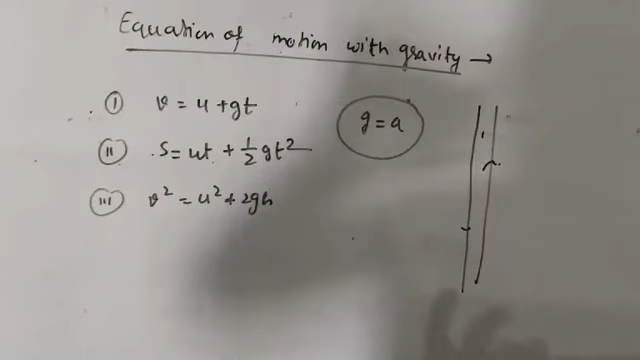 Equation of motion with gravity →
(i) v = u + gt
(ii) S = ut + 1/2 gt²
(iii) v² = u² + 2gh
g = a